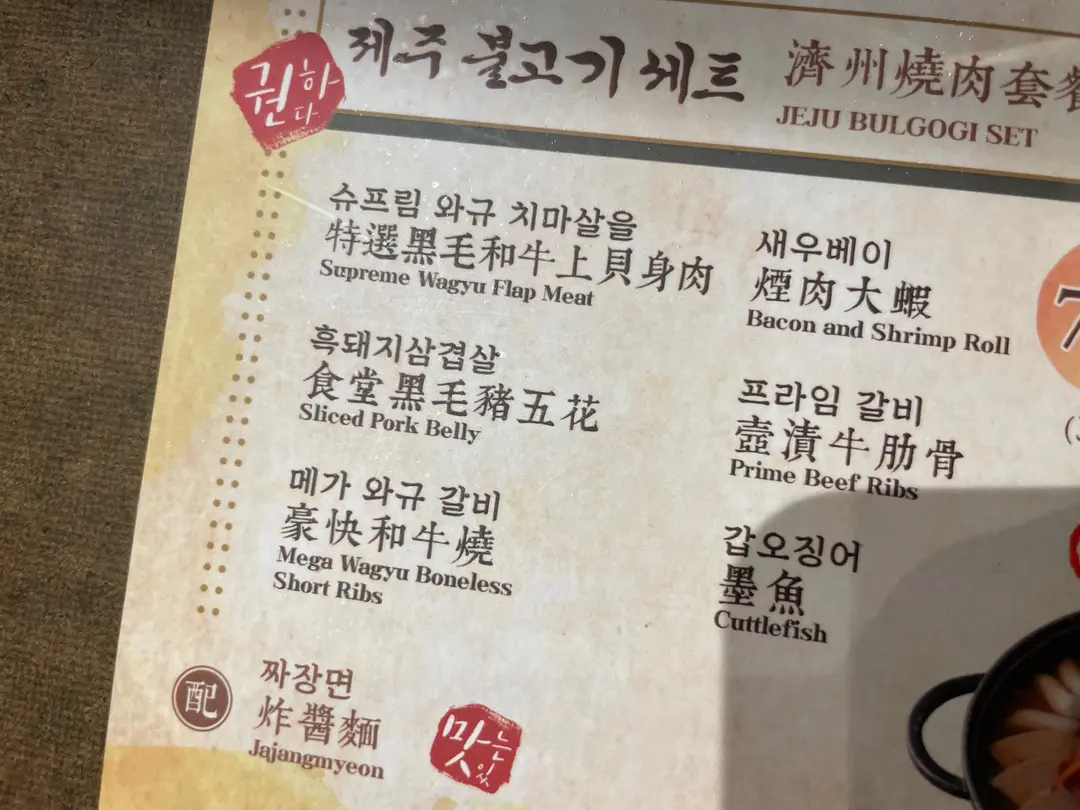 권하다
제주 불고기 세트 濟州燒肉套餐
JEJU BULGOGI SET
슈프림 와규 치마살을
特選黑毛和牛上貝身肉
Supreme Wagyu Flap Meat
흑돼지삼겹살
食堂黑毛豬五花
Sliced Pork Belly
메가 와규 갈비
豪快和牛燒
Mega Wagyu Boneless
Short Ribs
새우베이
煙肉大蝦
Bacon and Shrimp Roll
프라임 갈비
壺漬牛肋骨
Prime Beef Ribs
갑오징어
墨魚
Cuttlefish
配
짜장면
炸醬麵
Jajangmyeon
맛있는
7